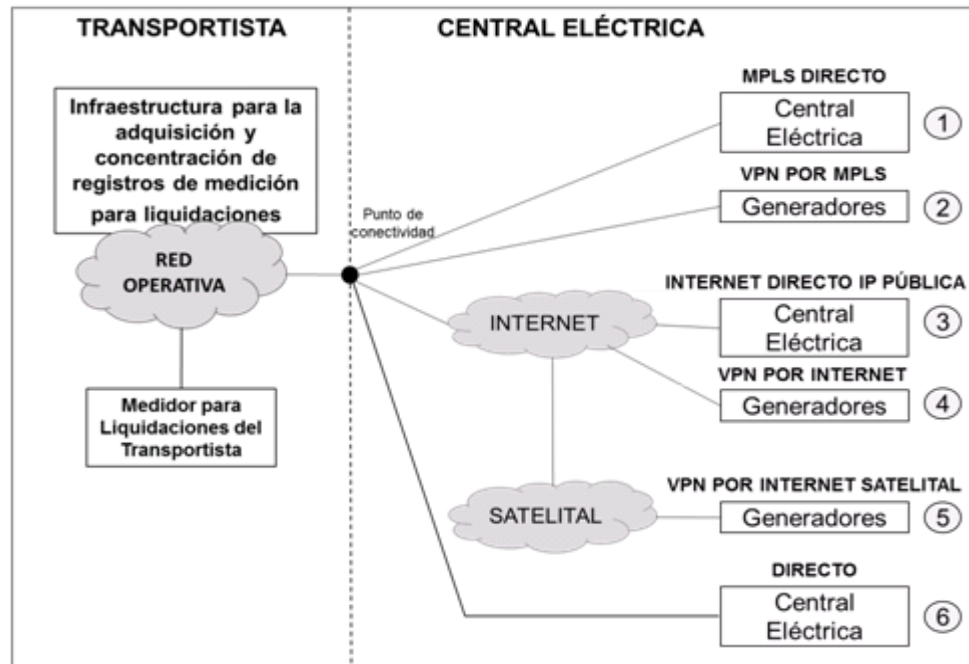 TRANSPORTISTA
Infraestructura para la
adquisición y
concentración de
registros de medición
para liquidaciones
RED
OPERATIVA
Medidor para
Liquidaciones del
Transportista
Punto de
conectividad
CENTRAL ELÉCTRICA
MPLS DIRECTO
Central
Eléctrica
1
VPN POR MPLS
Generadores
2
INTERNET
INTERNET DIRECTO IP PÚBLICA
Central
Eléctrica
3
VPN POR INTERNET
Generadores
4
SATELITAL
VPN POR INTERNET SATELITAL
Generadores
5
DIRECTO
Central
Eléctrica
6